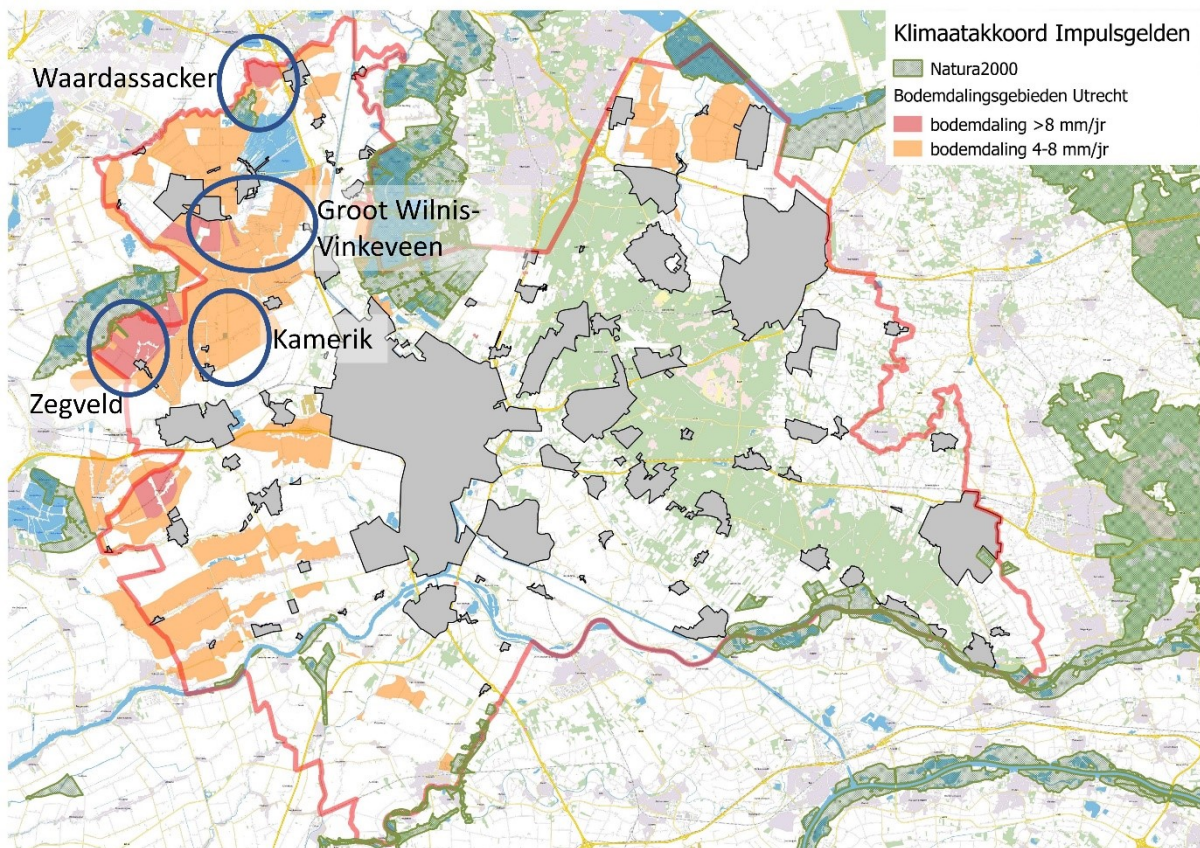 Klimaatakkoord Impulsgelden
Natura2000
Bodemdalingsgebieden Utrecht
bodemdaling >8 mm/jr
bodemdaling 4-8 mm/jr
Waardassacker
Groot Wilnis-
Vinkeveen
Kamerik
Zegveld